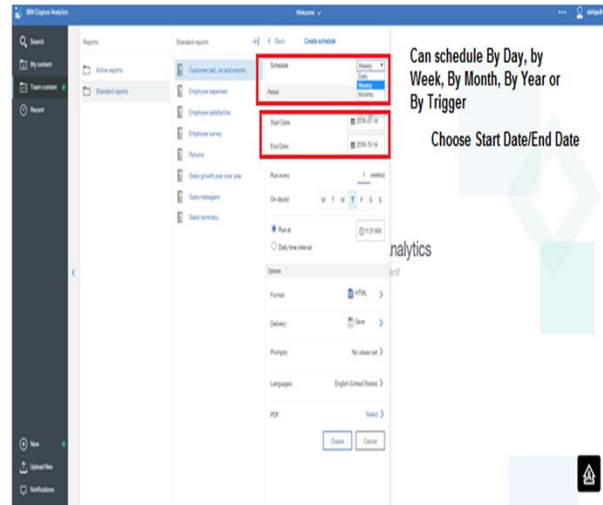 IBM Cognos Analytics
Welcome
abhijeet
Search
My content
Team content
Recent
New
Upload files
Notifications
Reports
Active reports
Standard reports
Standard reports
Customer sati...on and returns
Employee expenses
Employee satisfaction
Employee survey
Returns
Sales growth year over year
Sales managers
Sales summary
Back
Create schedule
Schedule
Weekly
Daily
Weekly
Monthly
Period
Start Date:
2016-07-14
End Date:
2016-10-14
Run every
1 week(s)
On day(s)
M T W T F S S
Run at
11:31 AM
Daily time interval
Options
Format:
HTML
Delivery:
Save
Prompts:
No values set
Languages:
English (United States)
PDF:
Select
Create
Cancel
Can schedule By Day, by
Week, By Month, By Year or
By Trigger
Choose Start Date/End Date
nalytics